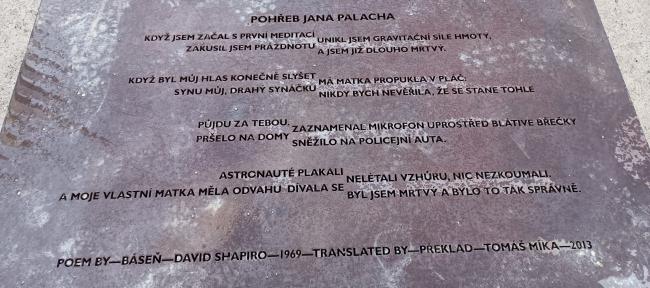 POHŘEB JANA PALACHA
KDYŽ JSEM ZAČAL S PRVNÍ MEDITACÍ UNIKL JSEM GRAVITAČNÍ SÍLE HMOTY,
ZAKUSIL JSEM PRÁZDNOTU A JSEM JIŽ DLOUHO MRTVÝ.
KDYŽ BYL MŮJ HLAS KONEČNĚ SLYŠET MÁ MATKA PROPUKLA V PLÁČ:
SYNU MŮJ, DRAHÝ SYNÁČKU NIKDY BYCH NEVĚŘILA, ŽE SE STANE TOHLE
PŮJDU ZA TEBOU. ZAZNAMENAL MIKROFON UPROSTŘED BLÁTIVÉ BŘEČKY
PRŠELO NA DOMY SNĚŽILO NA POLICEJNÍ AUTA.
ASTRONAUTÉ PLAKALI NELÉTALI VZHŮRU, NIC NEZKOUMALI.
A MOJE VLASTNÍ MATKA MĚLA ODVAHU DÍVALA SE BYL JSEM MRTVÝ A BYLO TO TAK SPRÁVNĚ.
POEM BY—BÁSEŇ—DAVID SHAPIRO—1969—TRANSLATED BY—PŘEKLAD—TOMÁŠ MÍKA—2013